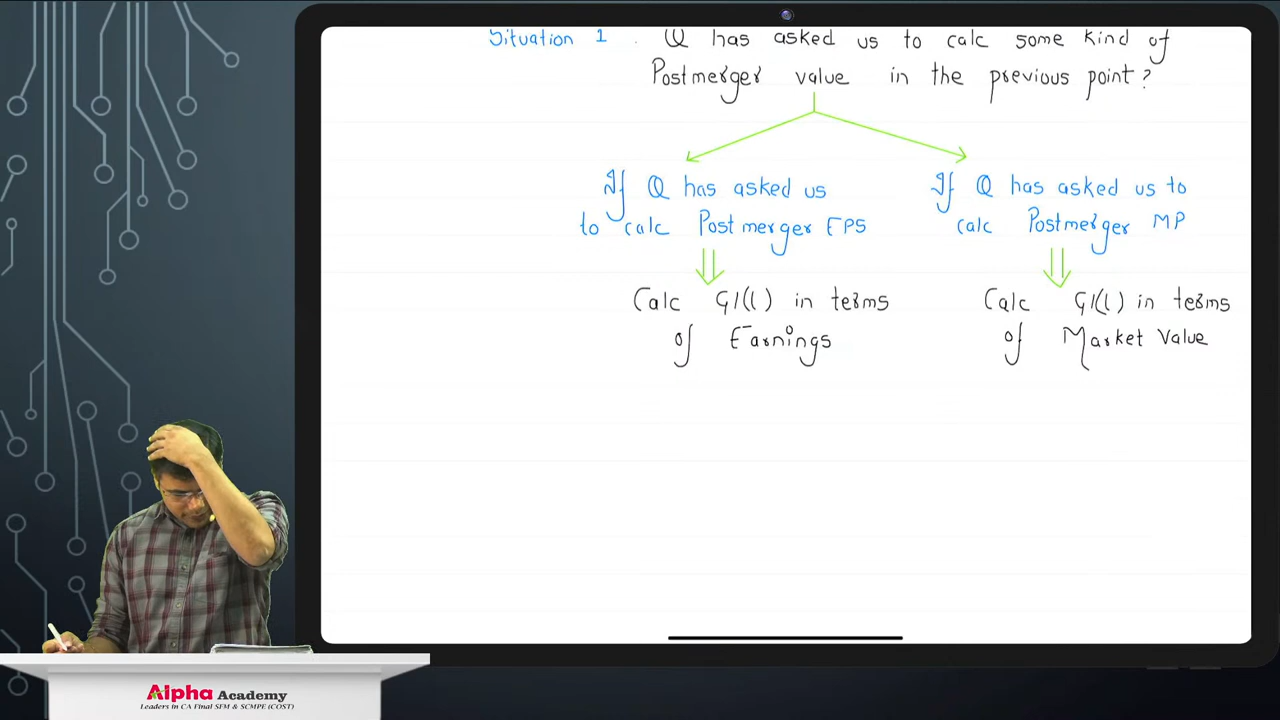 Situation 1. Q has asked us to calc some kind of
Postmerger value in the previous point?
If Q has asked us
to calc Postmerger EPS
If Q has asked us to
calc Postmerger MP
Calc G/(L) in terms
of Earnings
Calc G/(L) in terms
of Market Value
Alpha Academy
Leaders in CA Final SFM & SCMPE (COST)